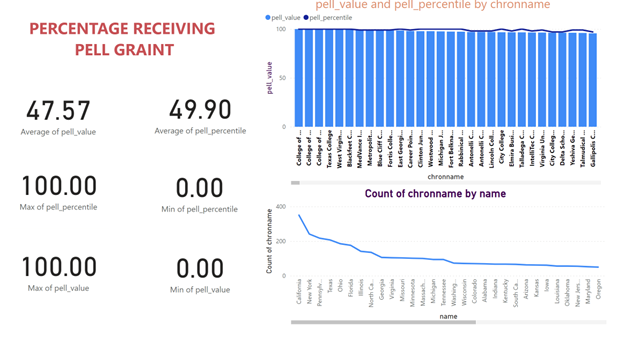 PERCENTAGE RECEIVING
PELL GRAINT
47.57
Average of pell_value
49.90
Average of pell_percentile
100.00
Max of pell_percentile
0.00
Min of pell_percentile
100.00
Max of pell_value
0.00
Min of pell_value
pell_value and pell_percentile by chronname
pell_value pell_percentile
pell_value
100
50
0
College of ...
College of ...
College of ...
Texas College
West Virgin...
Blackfeet C...
MedVance I...
Metropolit...
Blue Cliff C...
Fortis Colle...
East Georgi...
Career Poin...
Clinton Jun...
Westwood ...
Michigan J...
Fort Belkna...
Rabbinical ...
Antonelli C...
Antonelli C...
Lincoln Coll...
City College
Elmira Busi...
Talladega C...
IntelliTec C...
Virginia Un...
City Colleg...
Delta Scho...
Yeshiva Ge...
Talmudical ...
Gallipolis C...
chronname
Count of chronname by name
Count of chronname
400
200
0
California
New York
Pennsylv...
Texas
Ohio
Florida
Illinois
North Ca...
Georgia
Virginia
Missouri
Minnesota
Massach...
Michigan
Tennessee
Washing...
Wisconsin
Colorado
Alabama
Indiana
Kentucky
South Ca...
Arizona
Kansas
Iowa
Louisiana
Oklahoma
New Jers...
Maryland
Oregon
name